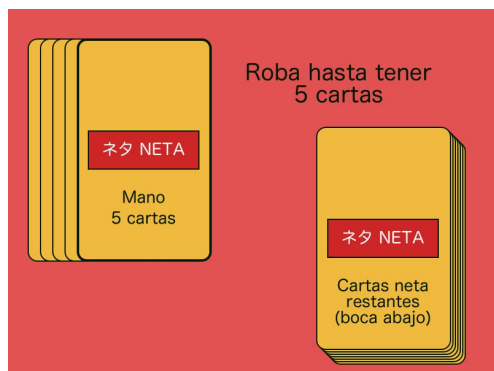 Roba hasta tener
5 cartas
ネタ NETA
Mano
5 cartas
ネタ NETA
Cartas neta
restantes
(boca abajo)